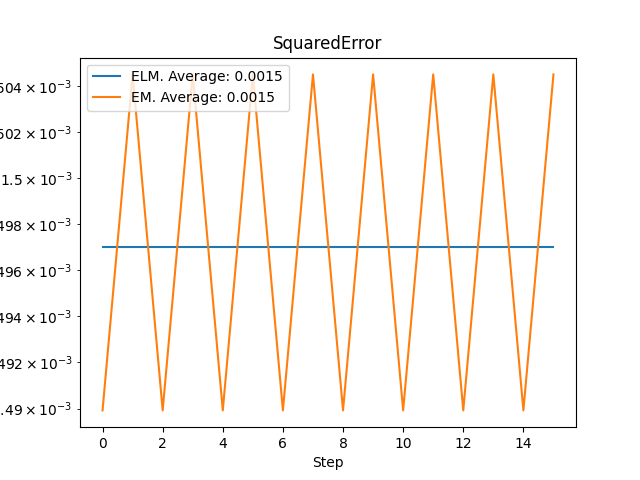 SquaredError
ELM. Average: 0.0015
EM. Average: 0.0015
504 × 10⁻³
502 × 10⁻³
1.5 × 10⁻³
498 × 10⁻³
496 × 10⁻³
494 × 10⁻³
492 × 10⁻³
.49 × 10⁻³
0 2 4 6 8 10 12 14
Step